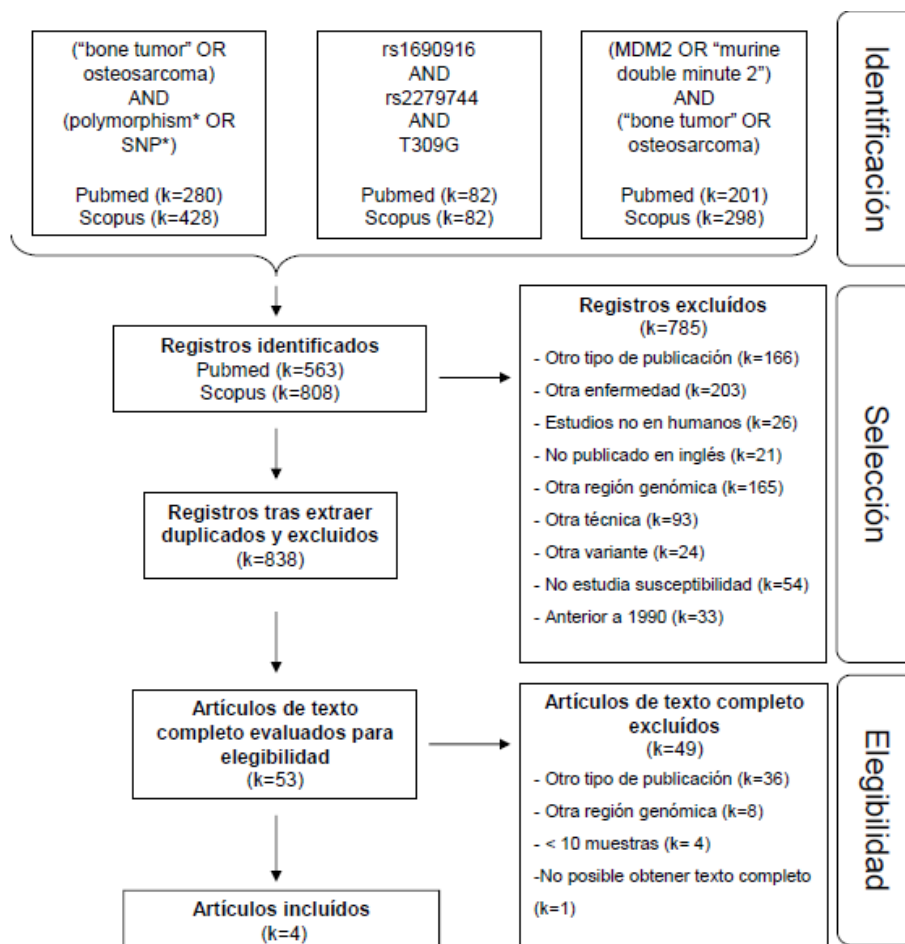 ("bone tumor" OR
osteosarcoma)
AND
(polymorphism* OR
SNP*)
Pubmed (k=280)
Scopus (k=428)
rs1690916
AND
rs2279744
AND
T309G
Pubmed (k=82)
Scopus (k=82)
(MDM2 OR “murine
double minute 2”)
AND
(“bone tumor” OR
osteosarcoma)
Pubmed (k=201)
Scopus (k=298)
Identificación
Registros identificados
Pubmed (k=563)
Scopus (k=808)
Registros excluídos
(k=785)
- Otro tipo de publicación (k=166)
- Otra enfermedad (k=203)
- Estudios no en humanos (k=26)
- No publicado en inglés (k=21)
- Otra región genómica (k=165)
- Otra técnica (k=93)
- Otra variante (k=24)
- No estudia susceptibilidad (k=54)
- Anterior a 1990 (k=33)
Selección
Registros tras extraer
duplicados y excluidos
(k=838)
Artículos de texto
completo evaluados para
elegibilidad
(k=53)
Artículos de texto completo
excluídos
(k=49)
- Otro tipo de publicación (k=36)
- Otra región genómica (k=8)
- < 10 muestras (k= 4)
-No posible obtener texto completo
(k=1)
Elegibilidad
Artículos incluídos
(k=4)